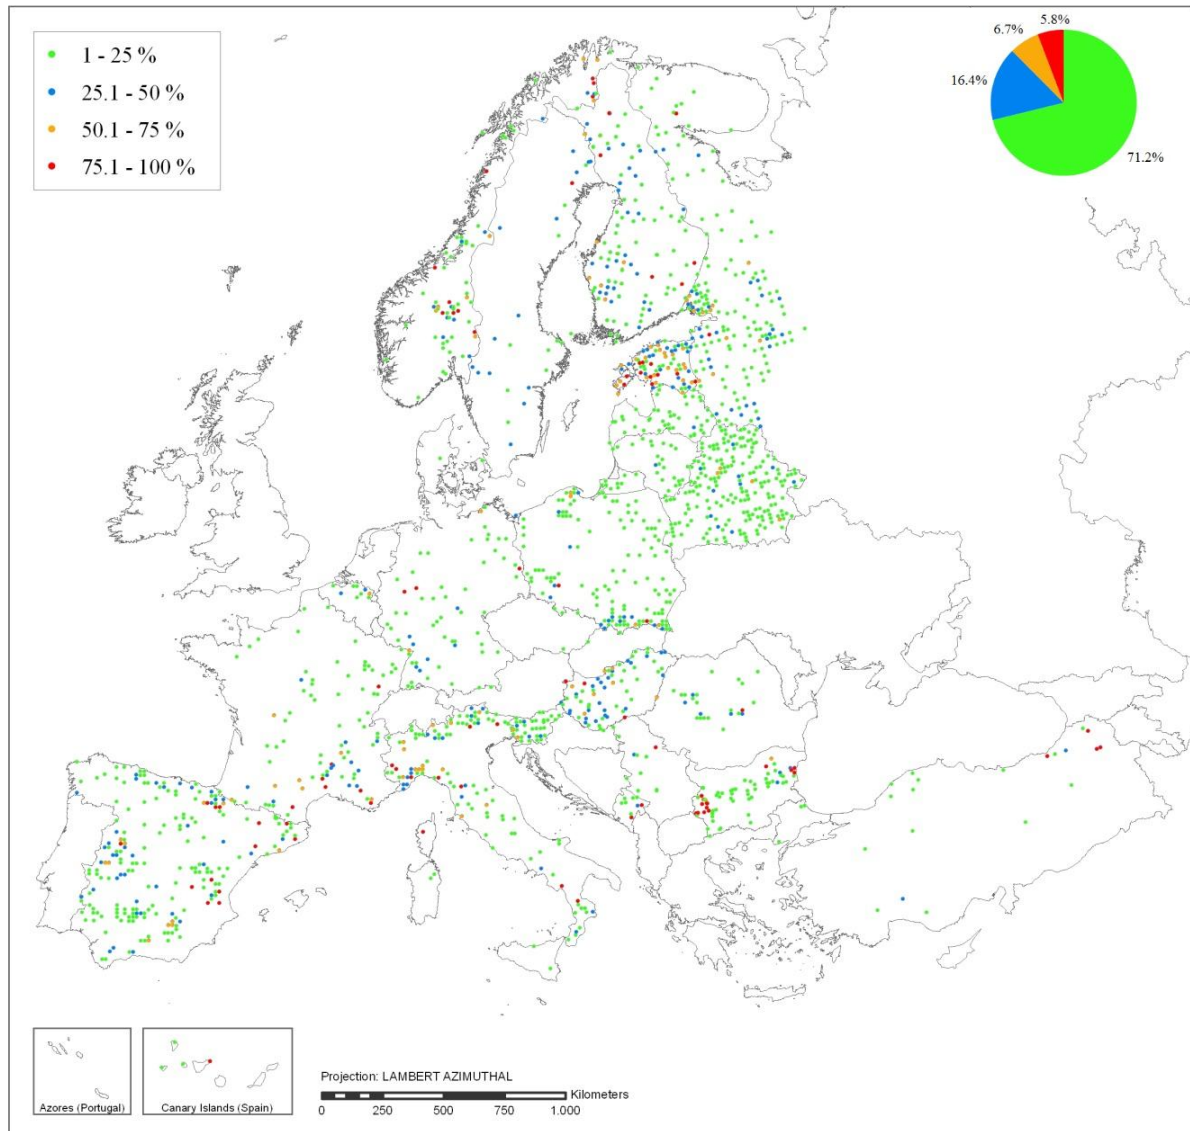 1 - 25 %
25.1 - 50 %
50.1 - 75 %
75.1 - 100 %
5.8%
6.7%
16.4%
71.2%
Projection: LAMBERT AZIMUTHAL
Kilometers
0 250 500 750 1.000
Azores (Portugal)
Canary Islands (Spain)